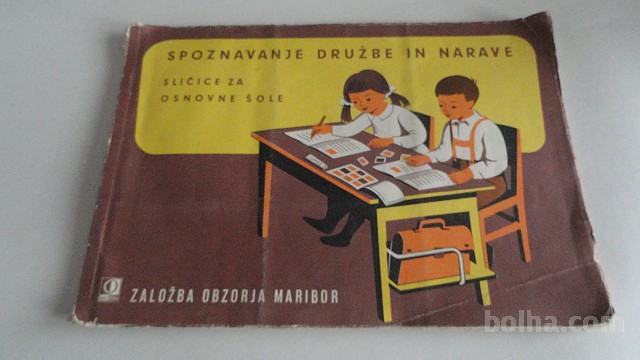 SPOZNAVANJE DRUŽBE IN NARAVE
SLIČICE ZA
OSNOVNE ŠOLE
ZALOŽBA OBZORJA MARIBOR
bolha.com